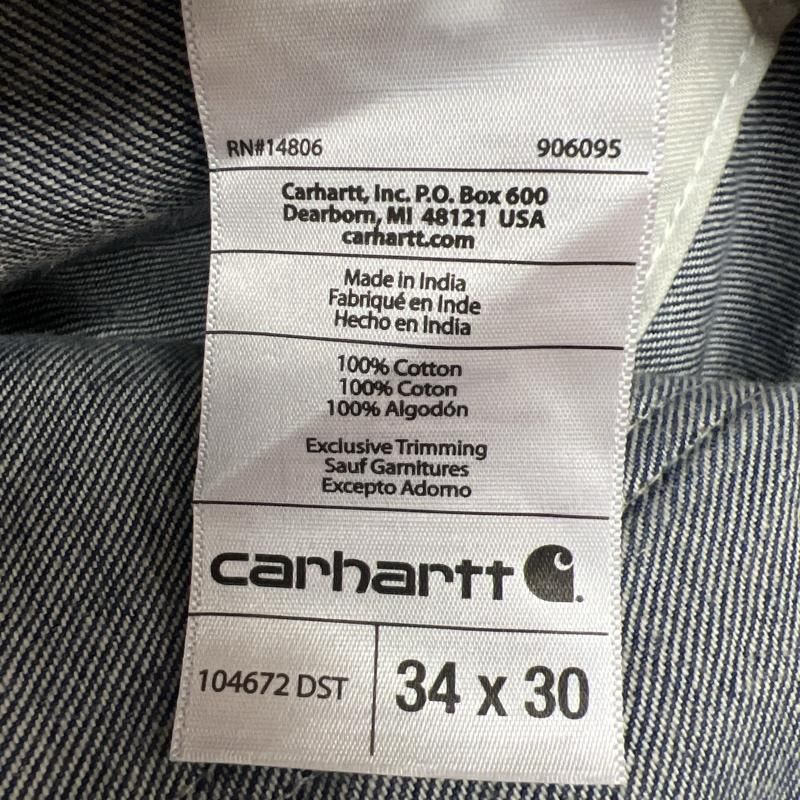 RN#14806 906095
Carhartt, Inc. P.O. Box 600
Dearborn, MI 48121 USA
carhartt.com
Made in India
Fabriqué en Inde
Hecho en India
100% Cotton
100% Coton
100% Algodón
Exclusive Trimming
Sauf Garnitures
Excepto Adorno
carhartt
104672 DST 34 x 30